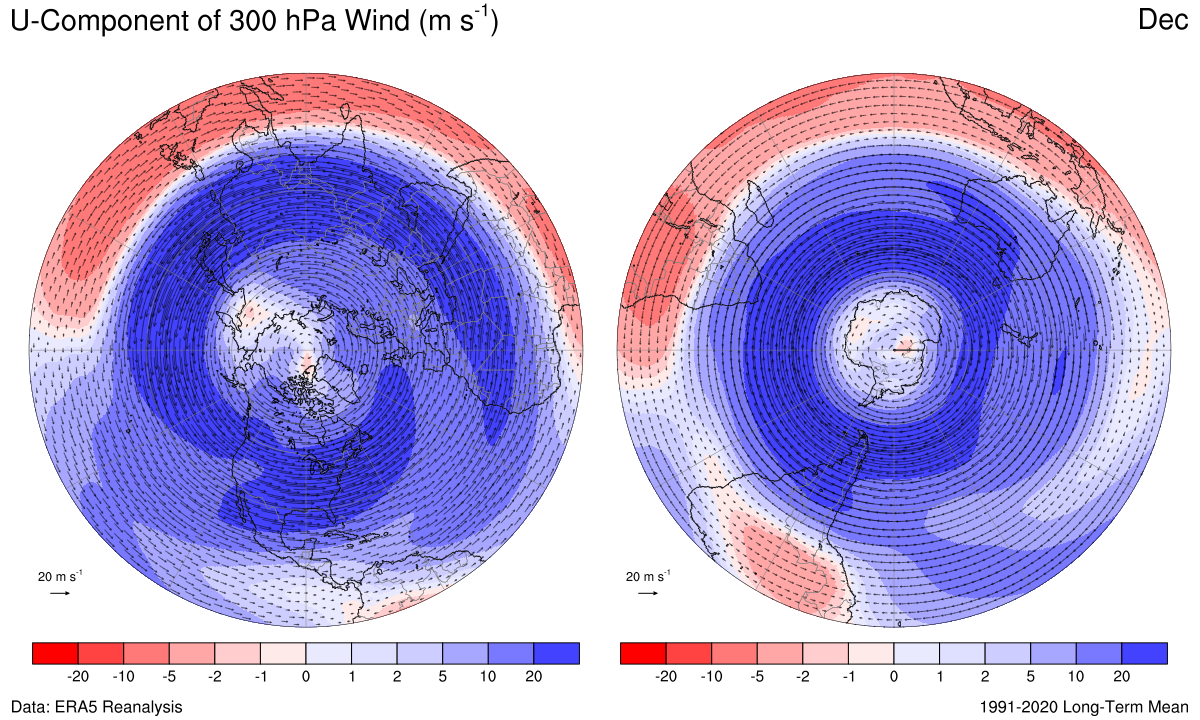 U-Component of 300 hPa Wind (m s-1)
Dec
20 m s-1
20 m s-1
-20 -10 -5 -2 -1 0 1 2 5 10 20
-20 -10 -5 -2 -1 0 1 2 5 10 20
Data: ERA5 Reanalysis
1991-2020 Long-Term Mean